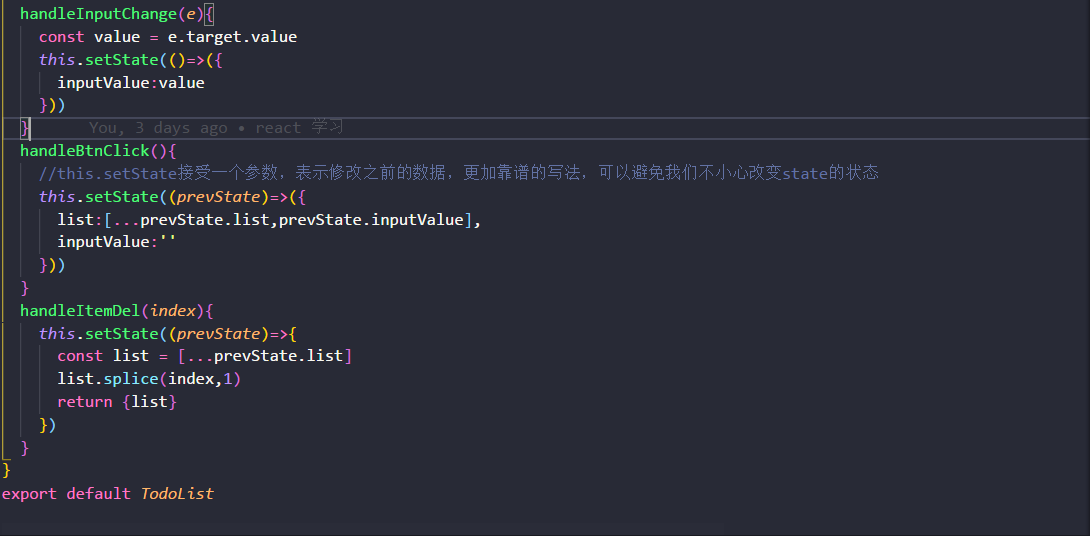 handleInputChange(e){
const value = e.target.value
this.setState(()=>({
inputValue:value
}))
} You, 3 days ago • react 学习
handleBtnClick(){
//this.setState接受一个参数，表示修改之前的数据，更加靠谱的写法，可以避免我们不小心改变state的状态
this.setState((prevState)=>({
list:[...prevState.list,prevState.inputValue],
inputValue:''
}))
}
handleItemDel(index){
this.setState((prevState)=>{
const list = [...prevState.list]
list.splice(index,1)
return {list}
})
}
}
export default TodoList